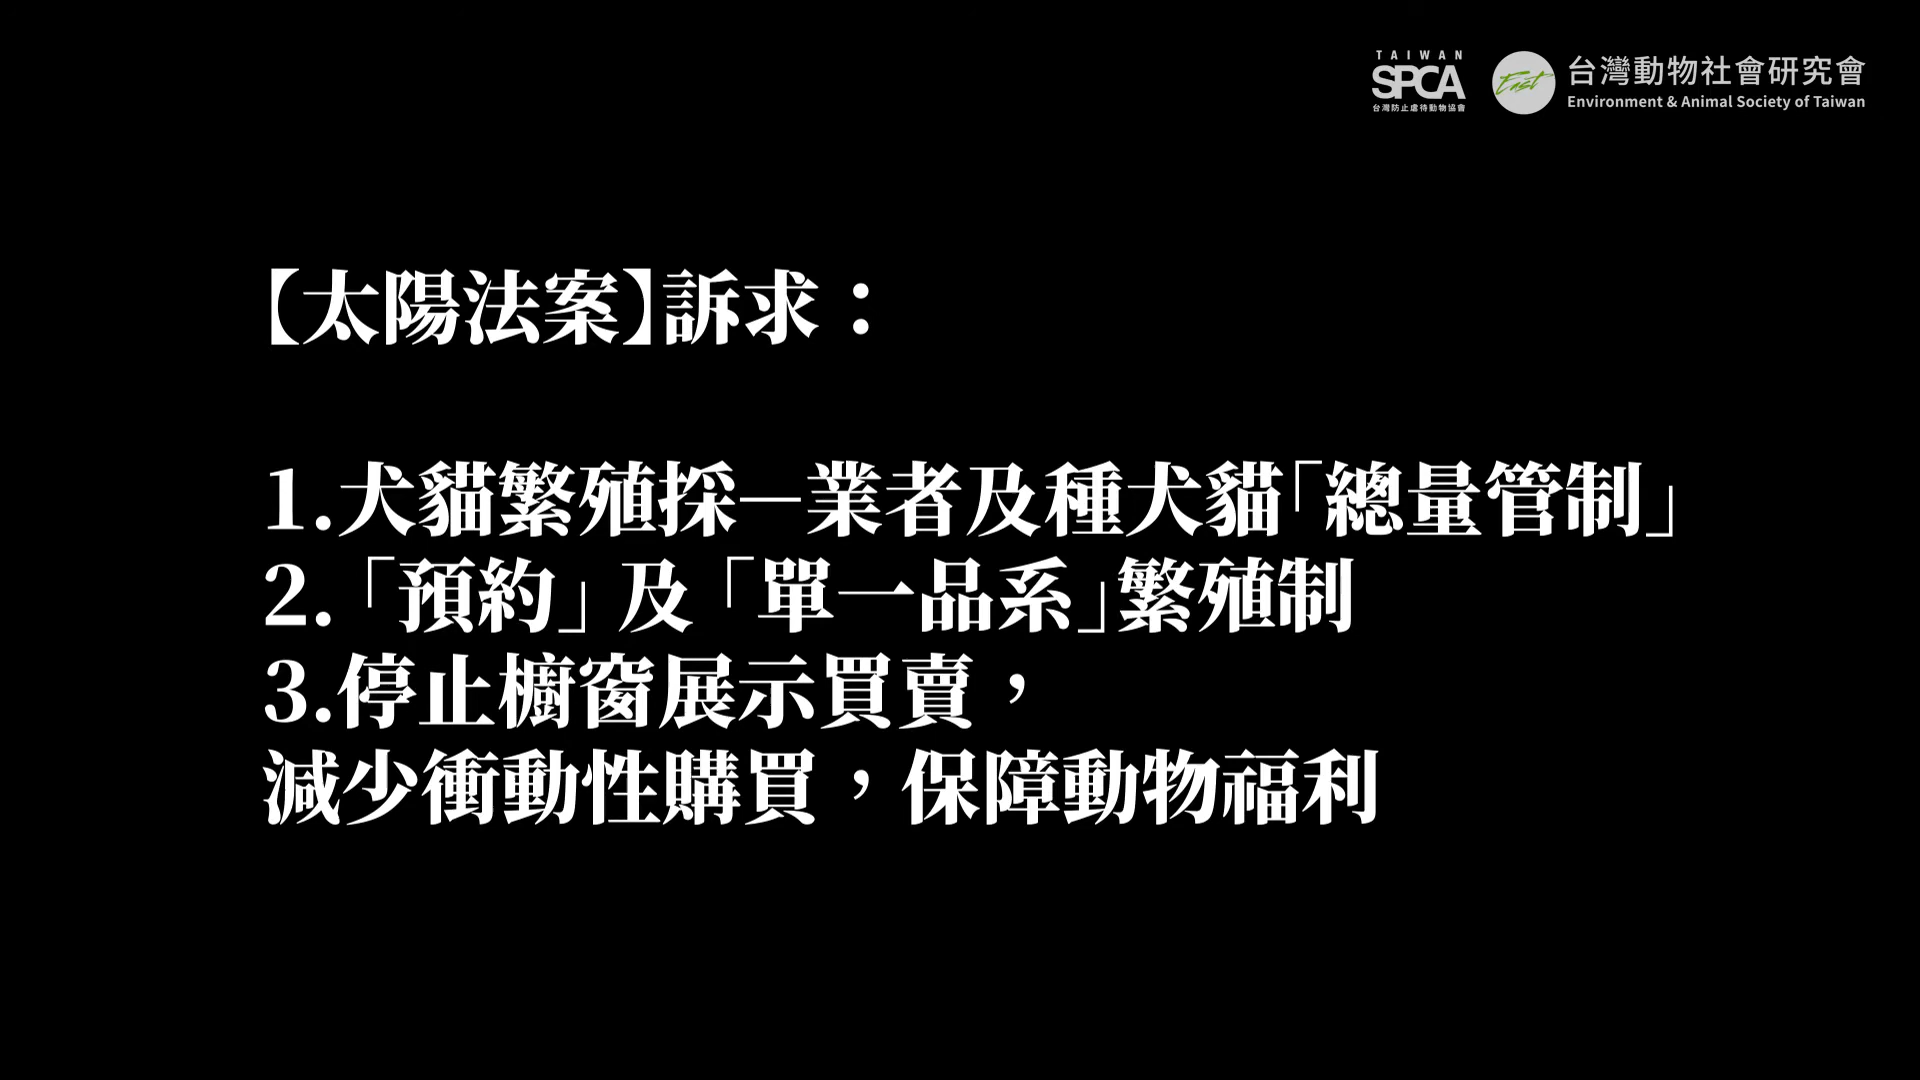 TAIWAN
SPCA
台灣防止虐待動物協會
East
台灣動物社會研究會
Environment & Animal Society of Taiwan
【太陽法案】訴求：
1.犬貓繁殖採—業者及種犬貓「總量管制」
2.「預約」及「單一品系」繁殖制
3.停止櫥窗展示買賣，
減少衝動性購買，保障動物福利